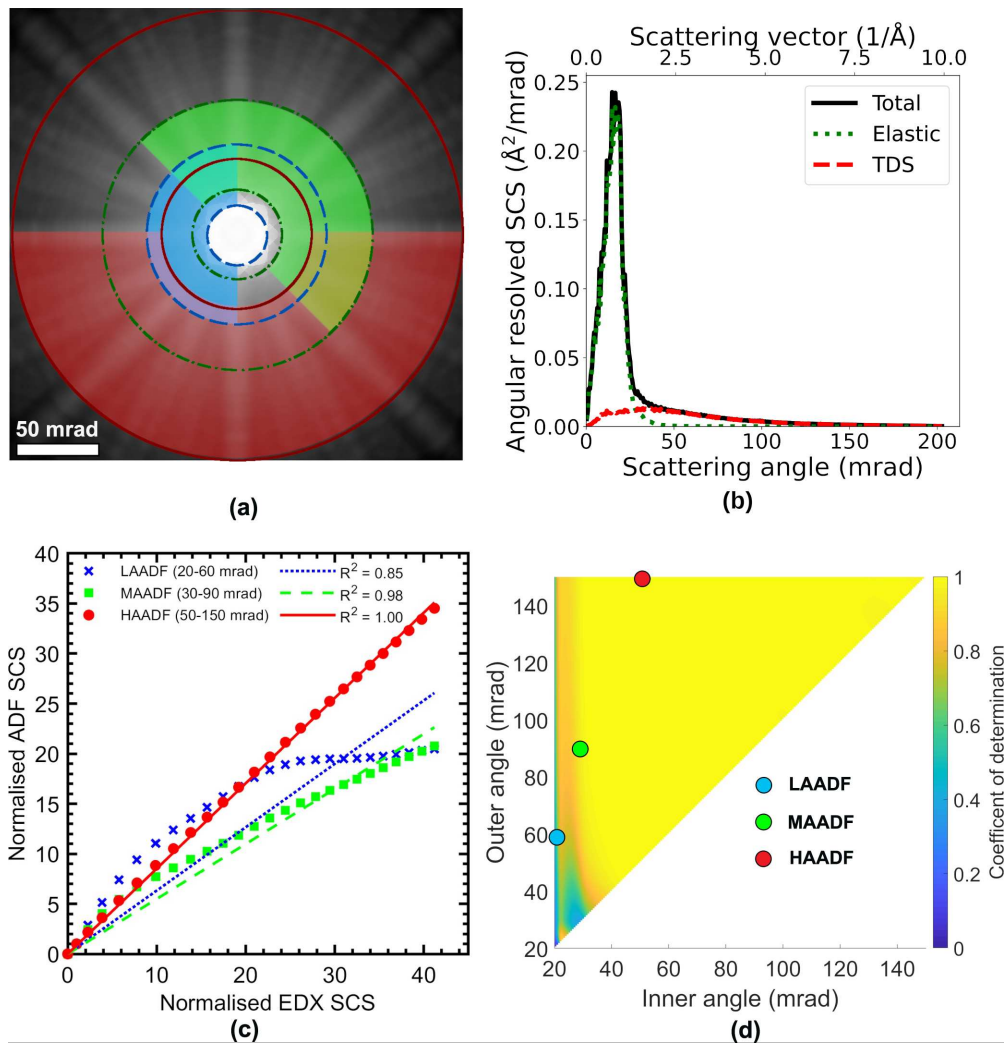 50 mrad
(a)
Scattering vector (1/Å)
0.0 2.5 5.0 7.5 10.0
Angular resolved SCS (Å²/mrad)
0.25
0.20
0.15
0.10
0.05
0.00
Total
Elastic
TDS
0 50 100 150 200
Scattering angle (mrad)
(b)
Normalised ADF SCS
40
35
30
25
20
15
10
5
0
LAADF (20-60 mrad)
MAADF (30-90 mrad)
HAADF (50-150 mrad)
R² = 0.85
R² = 0.98
R² = 1.00
0 10 20 30 40
Normalised EDX SCS
(c)
Outer angle (mrad)
140
120
100
80
60
40
20
LAADF
MAADF
HAADF
20 40 60 80 100 120 140
Inner angle (mrad)
1
0.8
0.6
0.4
0.2
0
Coefficent of determination
(d)